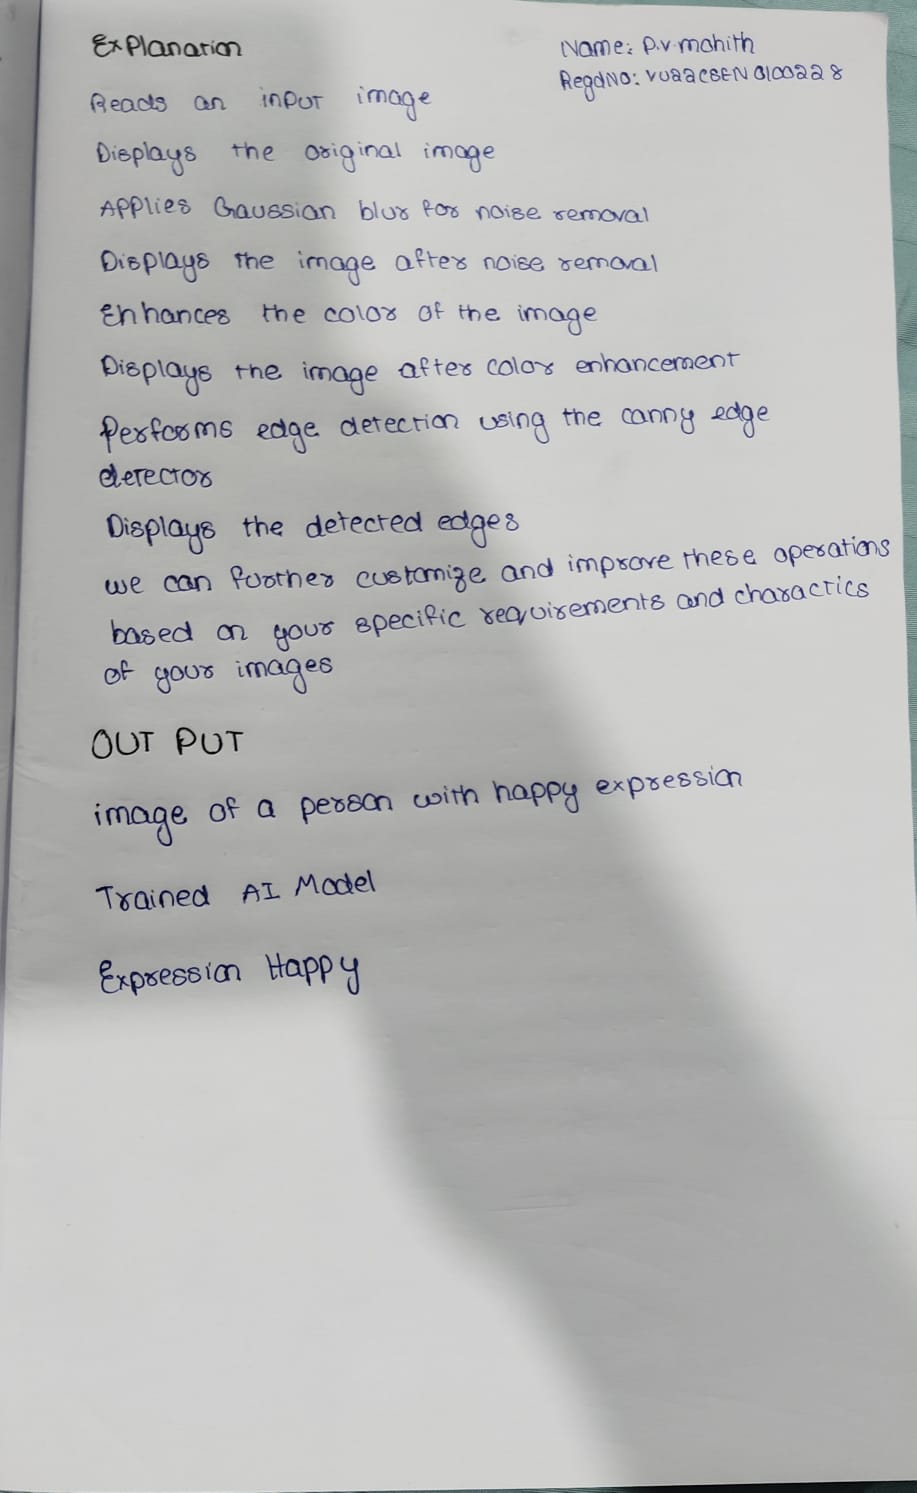 Explanation
Name: P.v.mohith
RegdNo: VU22CSEN0100228
Reads an input image
Displays the original image
Applies Gaussian blur for noise removal
Displays the image after noise removal
Enhances the color of the image
Displays the image after color enhancement
Performs edge detection using the canny edge
detector
Displays the detected edges
we can further customize and improve these operations
based on your specific requirements and charactics
of your images
OUT PUT
image of a person with happy expression
Trained AI Model
Expression Happy